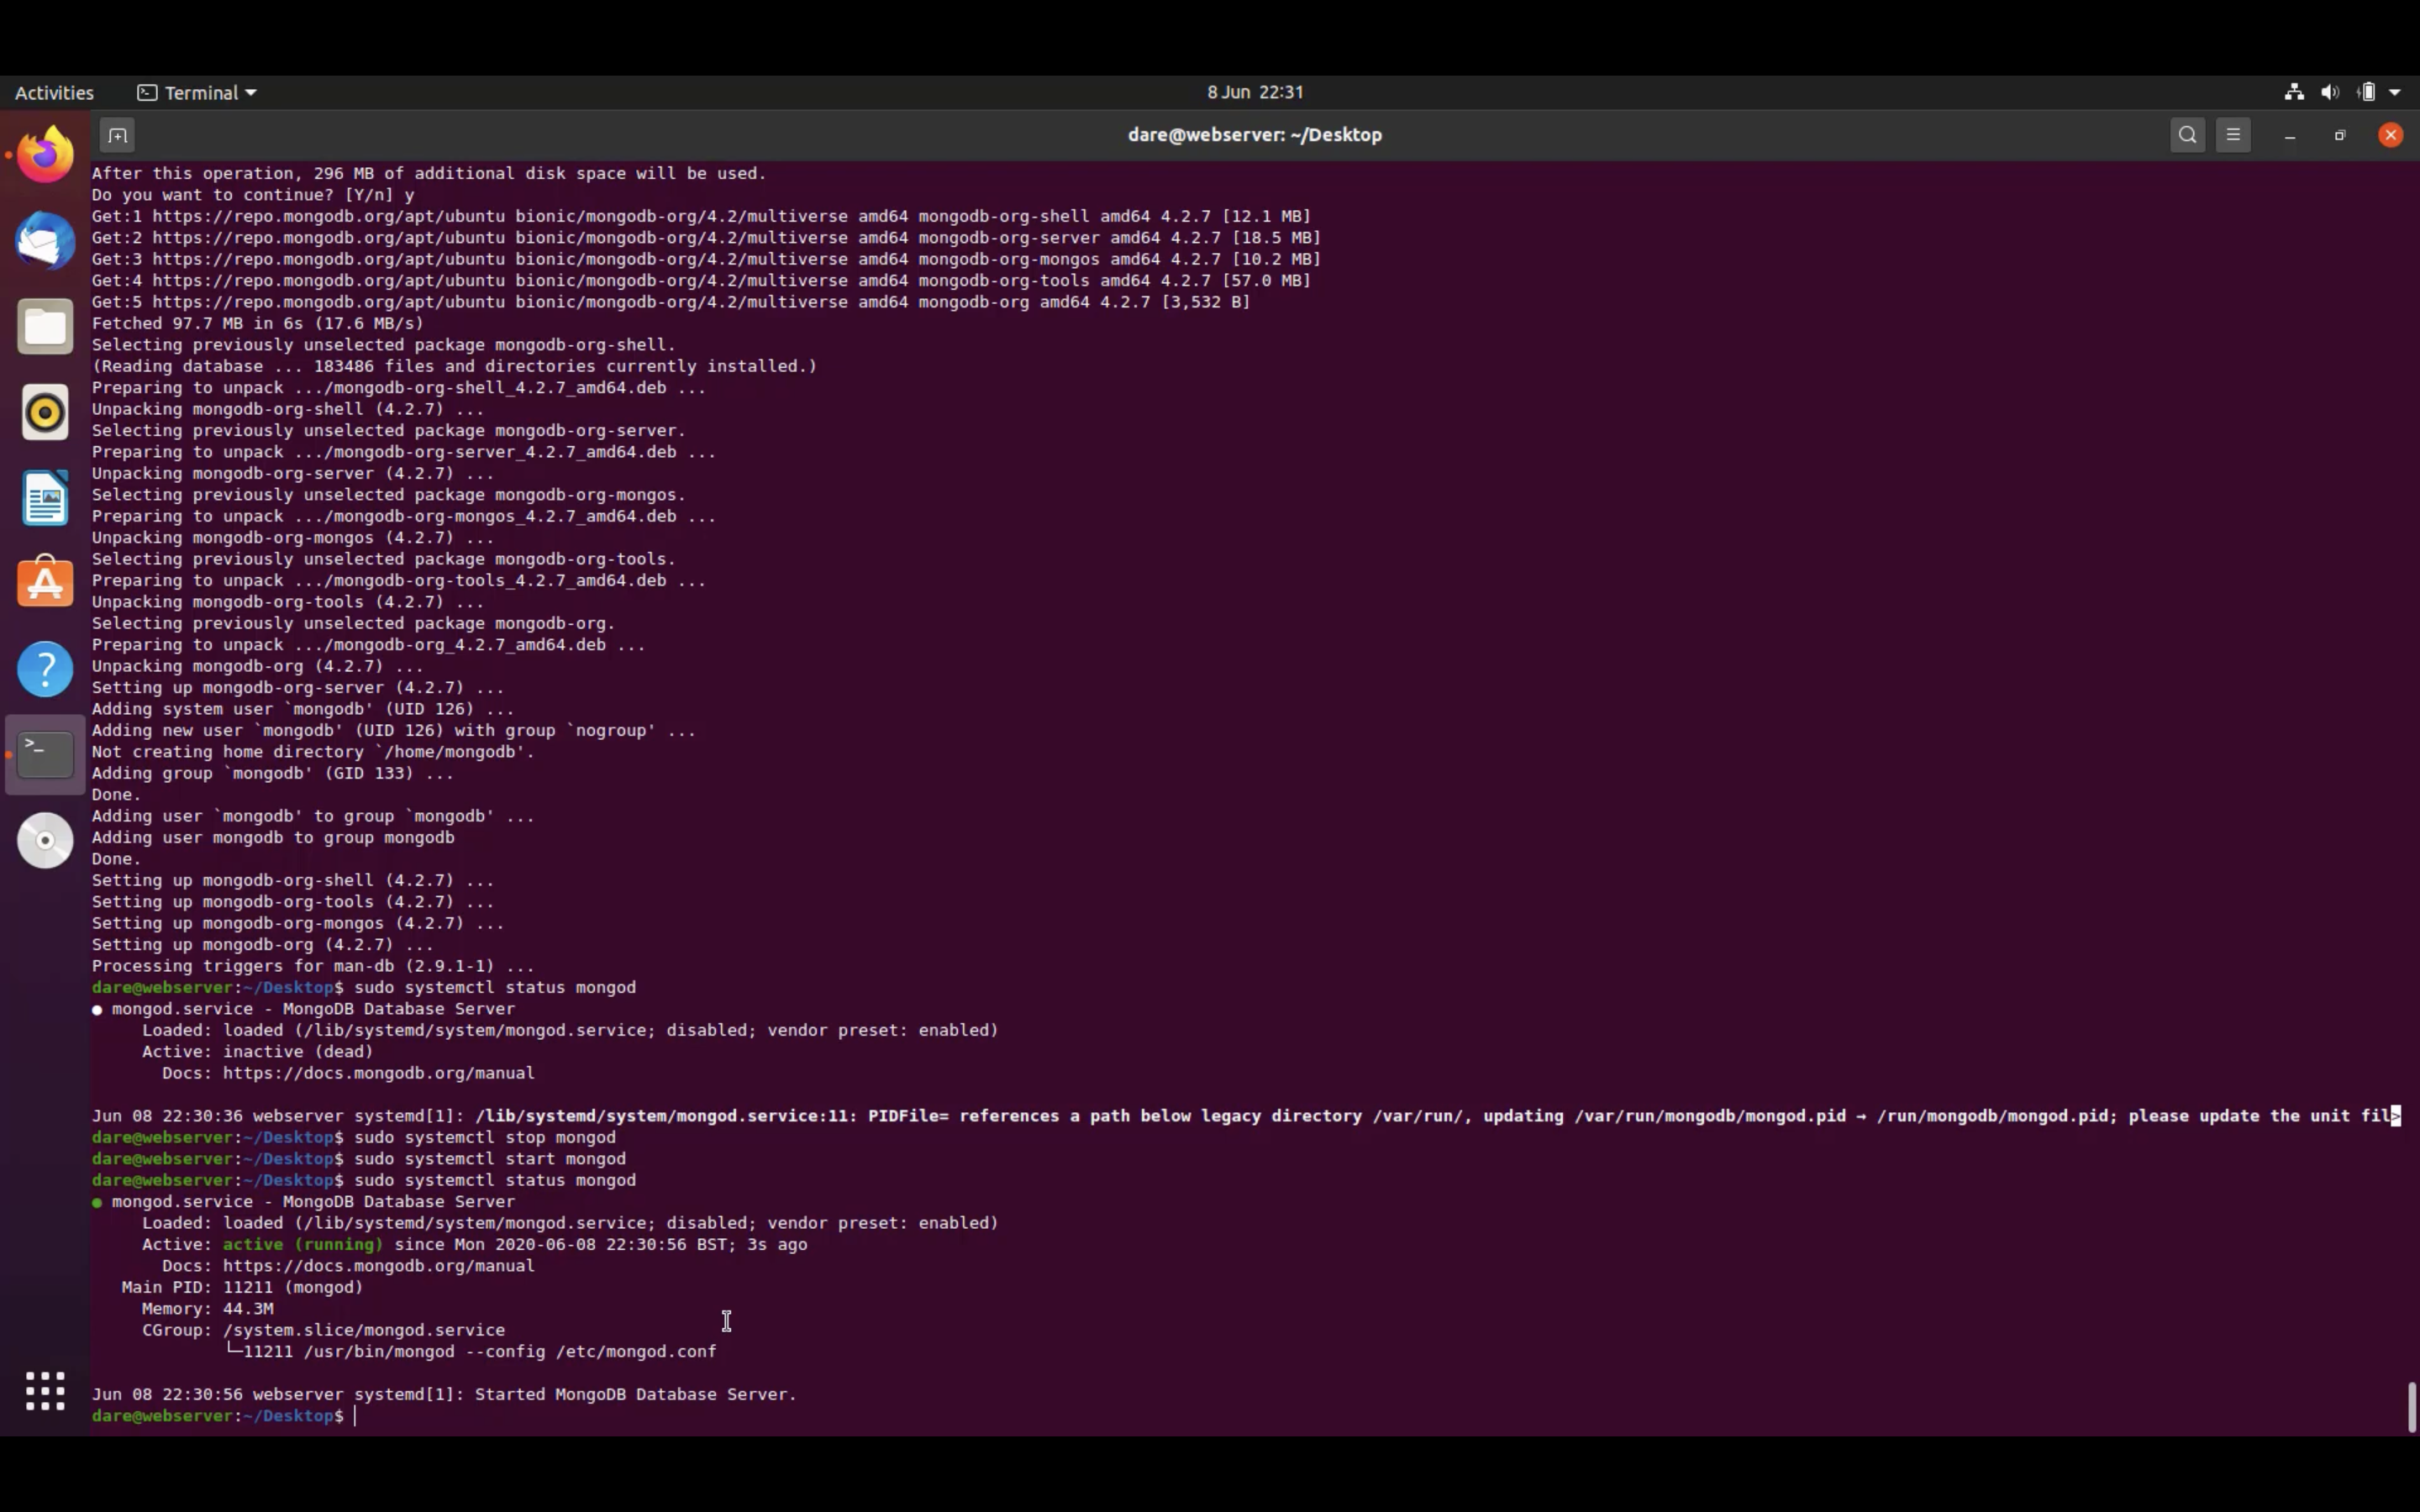 Activities Terminal 8 Jun 22:31
dare@webserver: ~/Desktop
After this operation, 296 MB of additional disk space will be used.
Do you want to continue? [Y/n] y
Get:1 https://repo.mongodb.org/apt/ubuntu bionic/mongodb-org/4.2/multiverse amd64 mongodb-org-shell amd64 4.2.7 [12.1 MB]
Get:2 https://repo.mongodb.org/apt/ubuntu bionic/mongodb-org/4.2/multiverse amd64 mongodb-org-server amd64 4.2.7 [18.5 MB]
Get:3 https://repo.mongodb.org/apt/ubuntu bionic/mongodb-org/4.2/multiverse amd64 mongodb-org-mongos amd64 4.2.7 [10.2 MB]
Get:4 https://repo.mongodb.org/apt/ubuntu bionic/mongodb-org/4.2/multiverse amd64 mongodb-org-tools amd64 4.2.7 [57.0 MB]
Get:5 https://repo.mongodb.org/apt/ubuntu bionic/mongodb-org/4.2/multiverse amd64 mongodb-org amd64 4.2.7 [3,532 B]
Fetched 97.7 MB in 6s (17.6 MB/s)
Selecting previously unselected package mongodb-org-shell.
(Reading database ... 183486 files and directories currently installed.)
Preparing to unpack .../mongodb-org-shell_4.2.7_amd64.deb ...
Unpacking mongodb-org-shell (4.2.7) ...
Selecting previously unselected package mongodb-org-server.
Preparing to unpack .../mongodb-org-server_4.2.7_amd64.deb ...
Unpacking mongodb-org-server (4.2.7) ...
Selecting previously unselected package mongodb-org-mongos.
Preparing to unpack .../mongodb-org-mongos_4.2.7_amd64.deb ...
Unpacking mongodb-org-mongos (4.2.7) ...
Selecting previously unselected package mongodb-org-tools.
Preparing to unpack .../mongodb-org-tools_4.2.7_amd64.deb ...
Unpacking mongodb-org-tools (4.2.7) ...
Selecting previously unselected package mongodb-org.
Preparing to unpack .../mongodb-org_4.2.7_amd64.deb ...
Unpacking mongodb-org (4.2.7) ...
Setting up mongodb-org-server (4.2.7) ...
Adding system user `mongodb' (UID 126) ...
Adding new user `mongodb' (UID 126) with group `nogroup' ...
Not creating home directory `/home/mongodb'.
Adding group `mongodb' (GID 133) ...
Done.
Adding user `mongodb' to group `mongodb' ...
Adding user mongodb to group mongodb
Done.
Setting up mongodb-org-shell (4.2.7) ...
Setting up mongodb-org-tools (4.2.7) ...
Setting up mongodb-org-mongos (4.2.7) ...
Setting up mongodb-org (4.2.7) ...
Processing triggers for man-db (2.9.1-1) ...
dare@webserver:~/Desktop$ sudo systemctl status mongod
● mongod.service - MongoDB Database Server
Loaded: loaded (/lib/systemd/system/mongod.service; disabled; vendor preset: enabled)
Active: inactive (dead)
Docs: https://docs.mongodb.org/manual
Jun 08 22:30:36 webserver systemd[1]: /lib/systemd/system/mongod.service:11: PIDFile= references a path below legacy directory /var/run/, updating /var/run/mongodb/mongod.pid → /run/mongodb/mongod.pid; please update the unit fil>
dare@webserver:~/Desktop$ sudo systemctl stop mongod
dare@webserver:~/Desktop$ sudo systemctl start mongod
dare@webserver:~/Desktop$ sudo systemctl status mongod
● mongod.service - MongoDB Database Server
Loaded: loaded (/lib/systemd/system/mongod.service; disabled; vendor preset: enabled)
Active: active (running) since Mon 2020-06-08 22:30:56 BST; 3s ago
Docs: https://docs.mongodb.org/manual
Main PID: 11211 (mongod)
Memory: 44.3M
CGroup: /system.slice/mongod.service
└─11211 /usr/bin/mongod --config /etc/mongod.conf
Jun 08 22:30:56 webserver systemd[1]: Started MongoDB Database Server.
dare@webserver:~/Desktop$